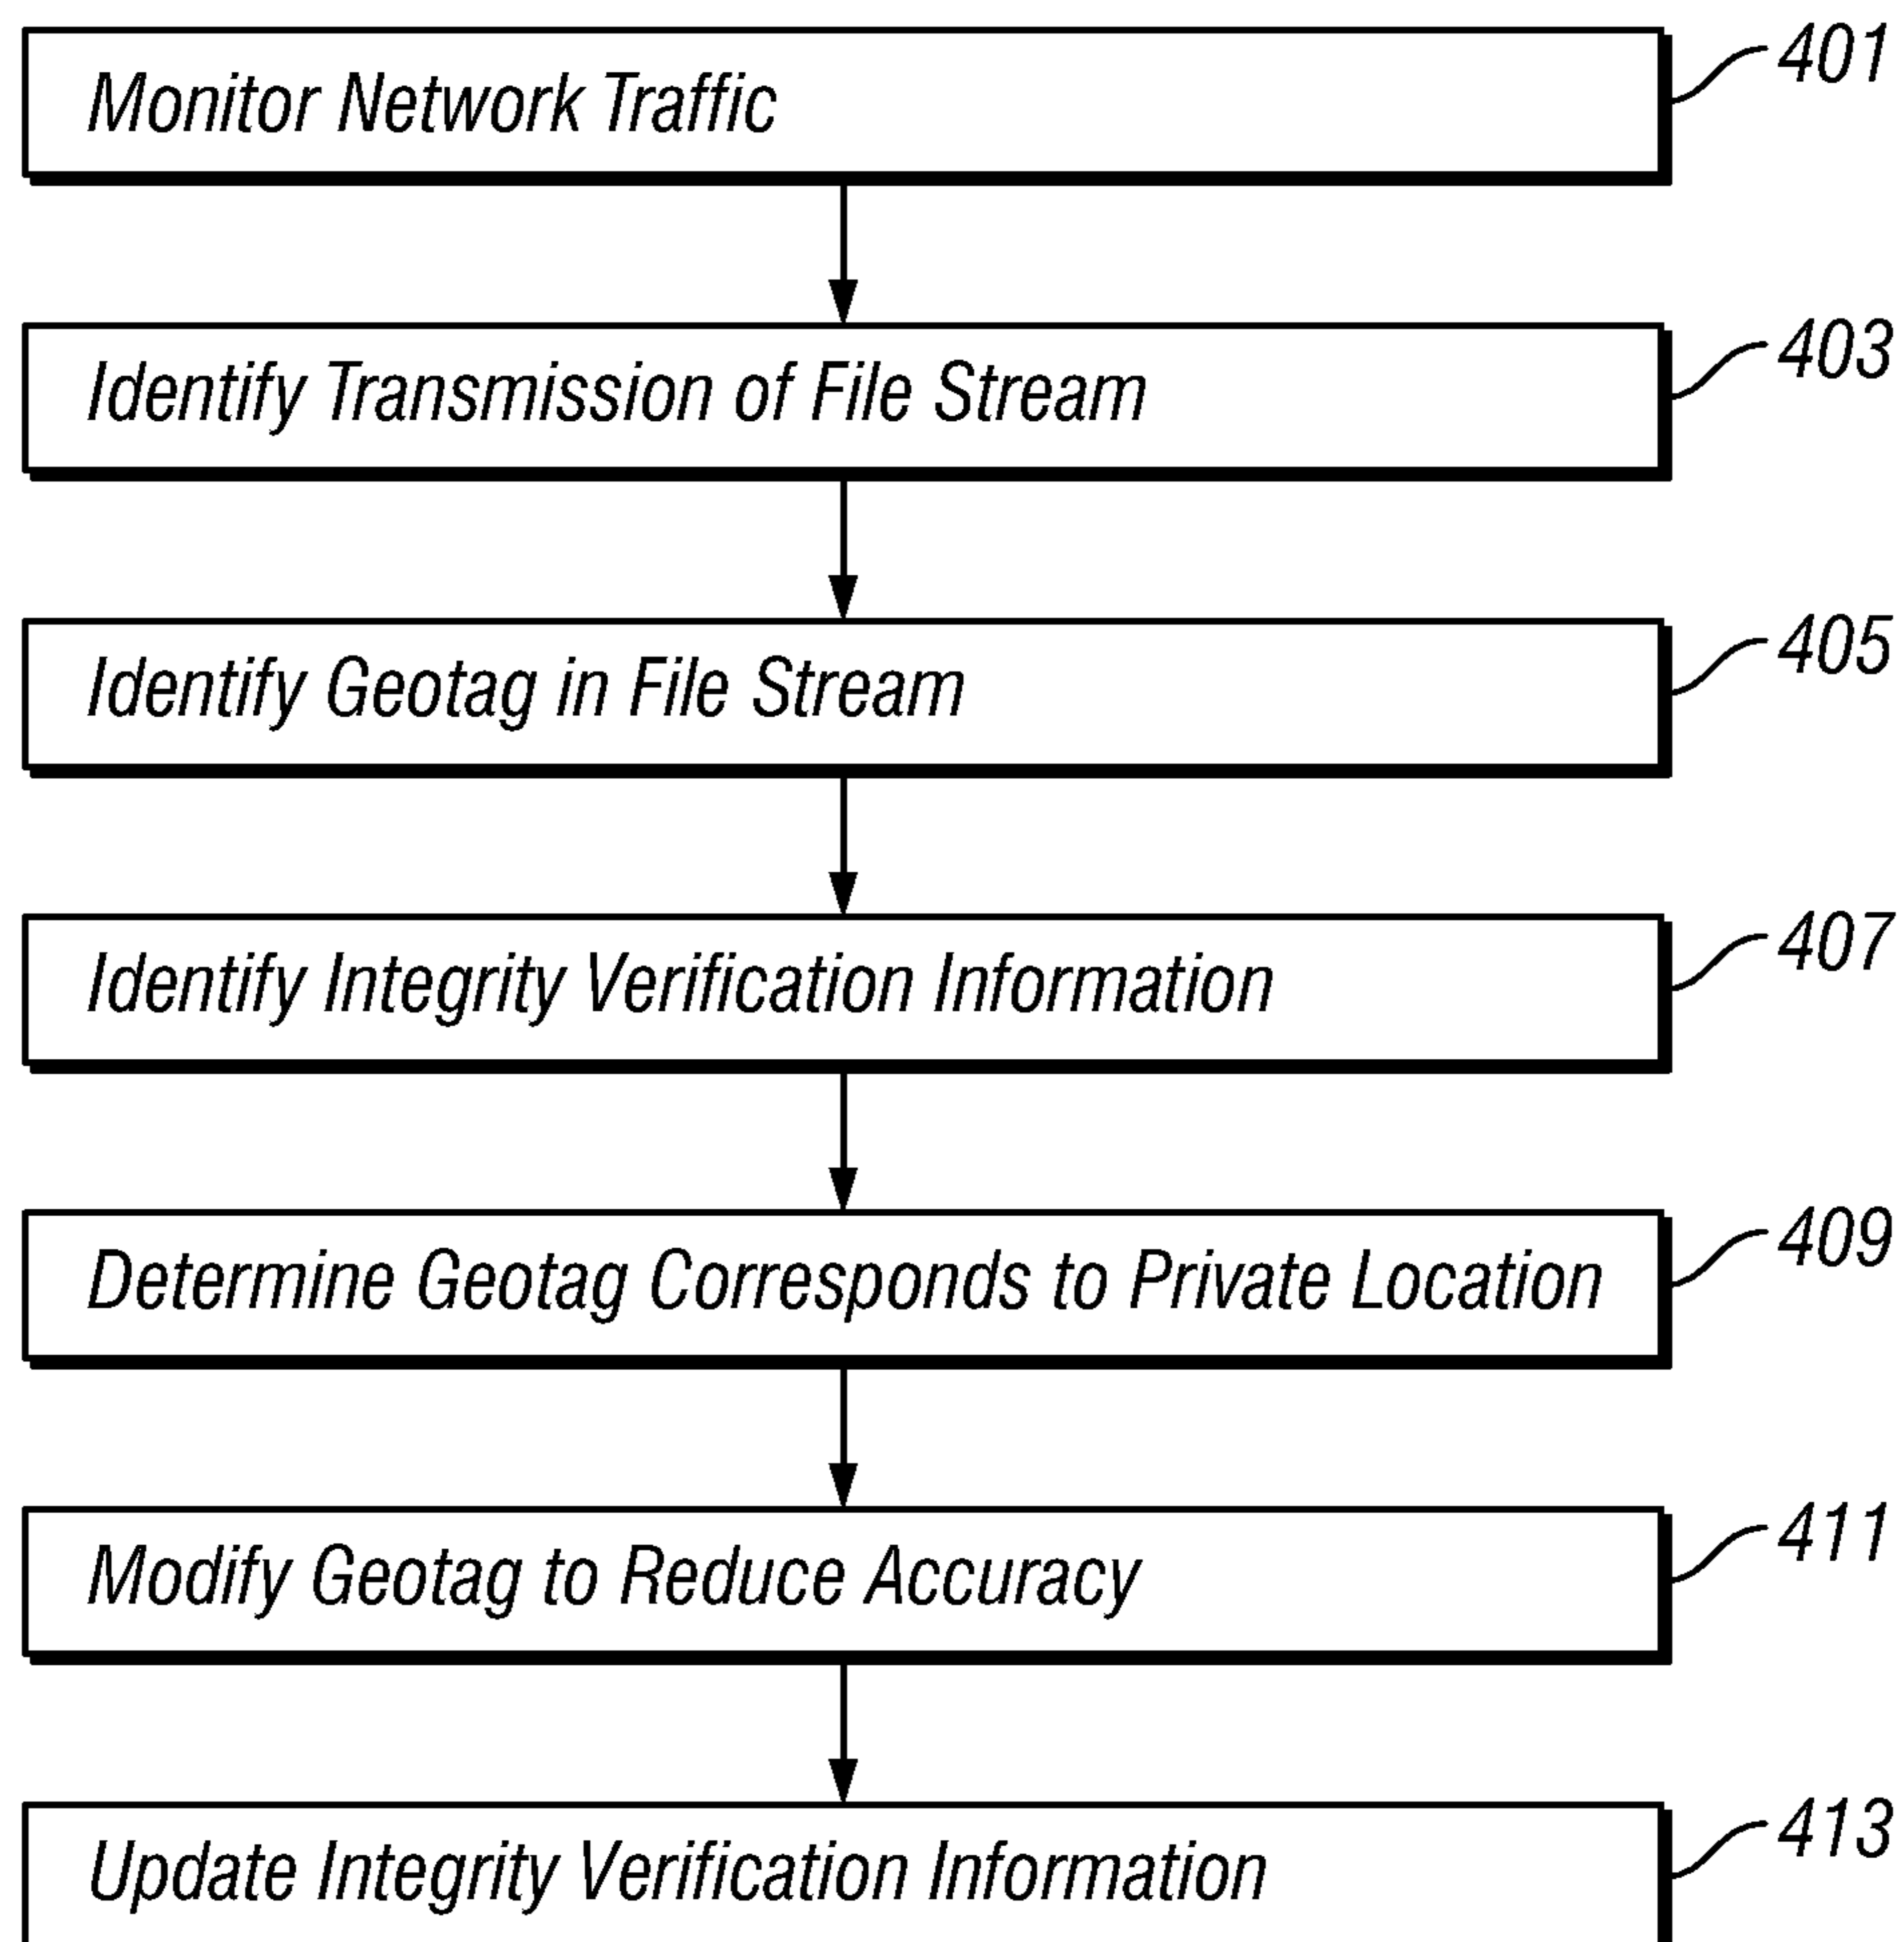 Monitor Network Traffic
401
Identify Transmission of File Stream
403
Identify Geotag in File Stream
405
Identify Integrity Verification Information
407
Determine Geotag Corresponds to Private Location
409
Modify Geotag to Reduce Accuracy
411
Update Integrity Verification Information
413